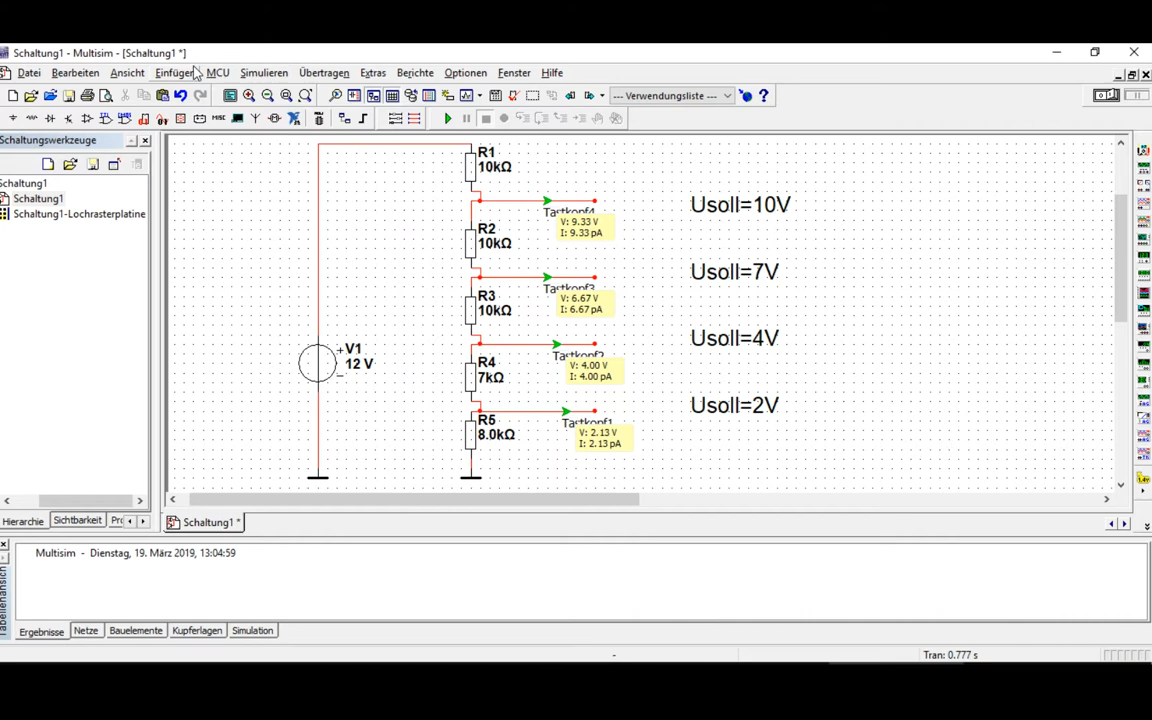 Schaltung1 - Multisim - [Schaltung1 *]
Datei Bearbeiten Ansicht Einfügen MCU Simulieren Übertragen Extras Berichte Optionen Fenster Hilfe
--- Verwendungsliste ---
Schaltungswerkzeuge
Schaltung1
Schaltung1
Schaltung1-Lochrasterplatine
R1
10kΩ
Tastkopf4
V: 9.33 V
I: 9.33 pA
Usoll=10V
R2
10kΩ
Tastkopf3
V: 6.67 V
I: 6.67 pA
Usoll=7V
R3
10kΩ
Tastkopf2
V: 4.00 V
I: 4.00 pA
Usoll=4V
V1
12 V
R4
7kΩ
Tastkopf1
V: 2.13 V
I: 2.13 pA
Usoll=2V
R5
8.0kΩ
Hierarchie Sichtbarkeit
Schaltung1 *
Multisim - Dienstag, 19. März 2019, 13:04:59
Tabellenansich
Ergebnisse Netze Bauelemente Kupferlagen Simulation
Tran: 0.777 s